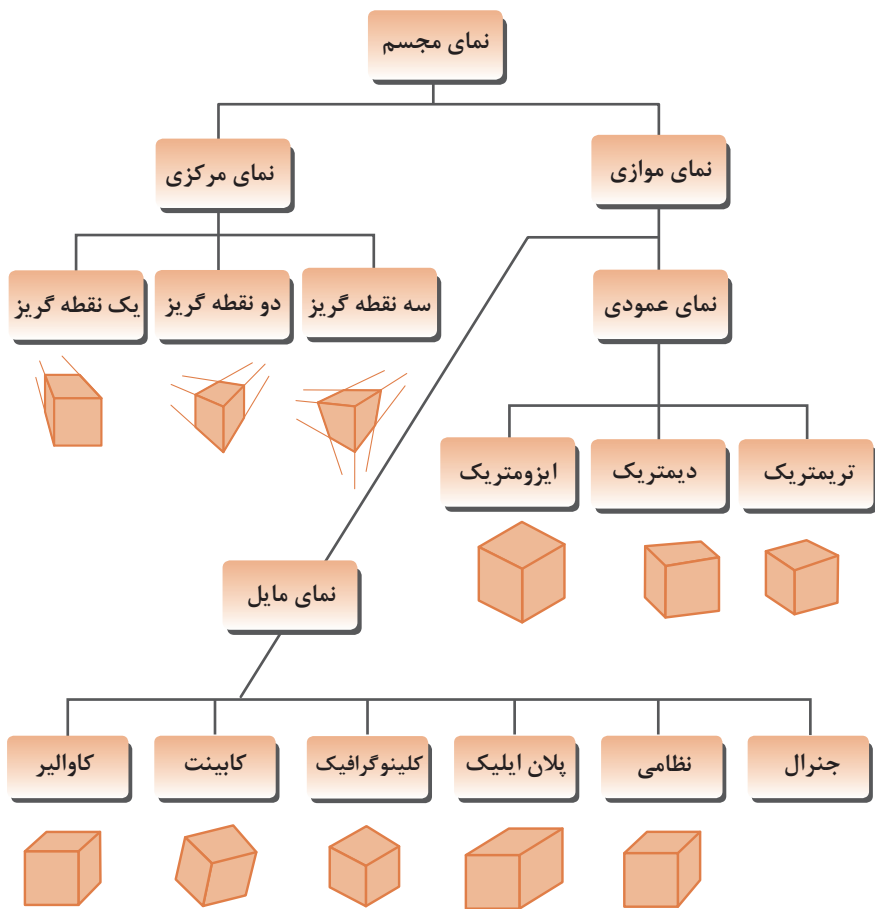 نمای مجسم
نمای موازی
نمای مرکزی
نمای عمودی
سه نقطه گریز
دو نقطه گریز
یک نقطه گریز
تریمتریک
دیمتریک
ایزومتریک
نمای مایل
جنرال
نظامی
پلان ایلیک
کلینوگرافیک
کابینت
کاوالیر